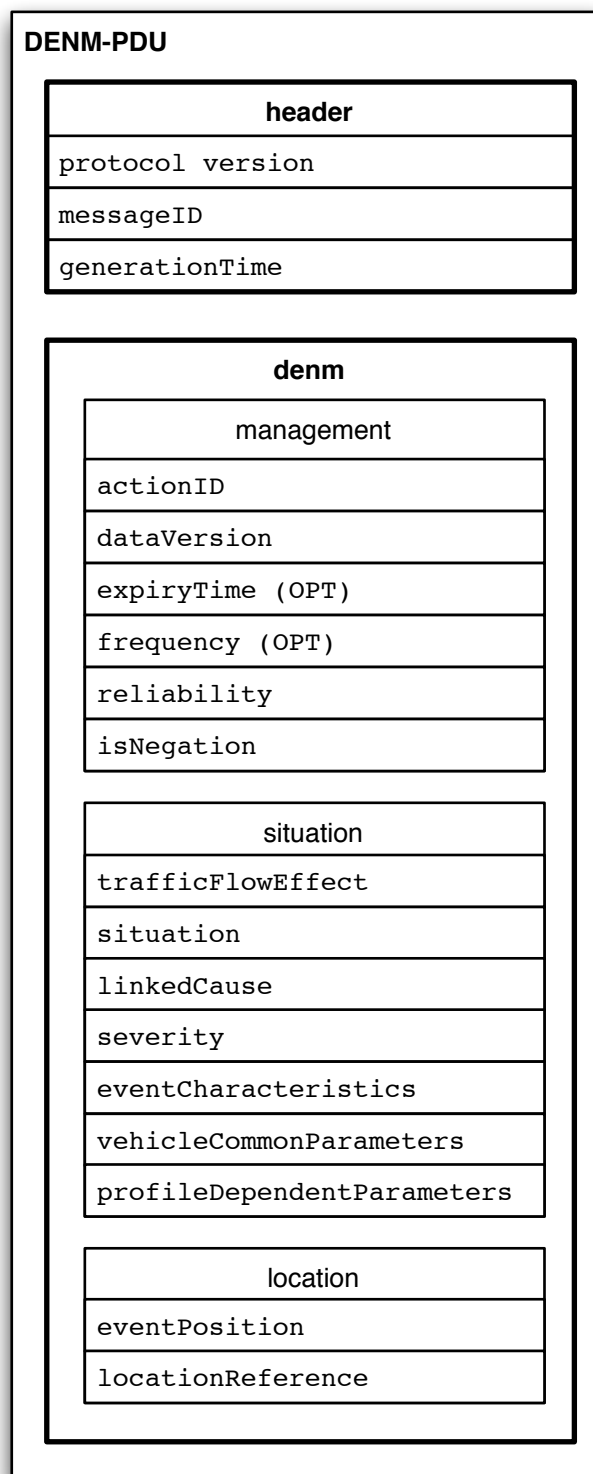 DENM-PDU
header
protocol version
messageID
generationTime
denm
management
actionID
dataVersion
expiryTime (OPT)
frequency (OPT)
reliability
isNegation
situation
trafficFlowEffect
situation
linkedCause
severity
eventCharacteristics
vehicleCommonParameters
profileDependentParameters
location
eventPosition
locationReference